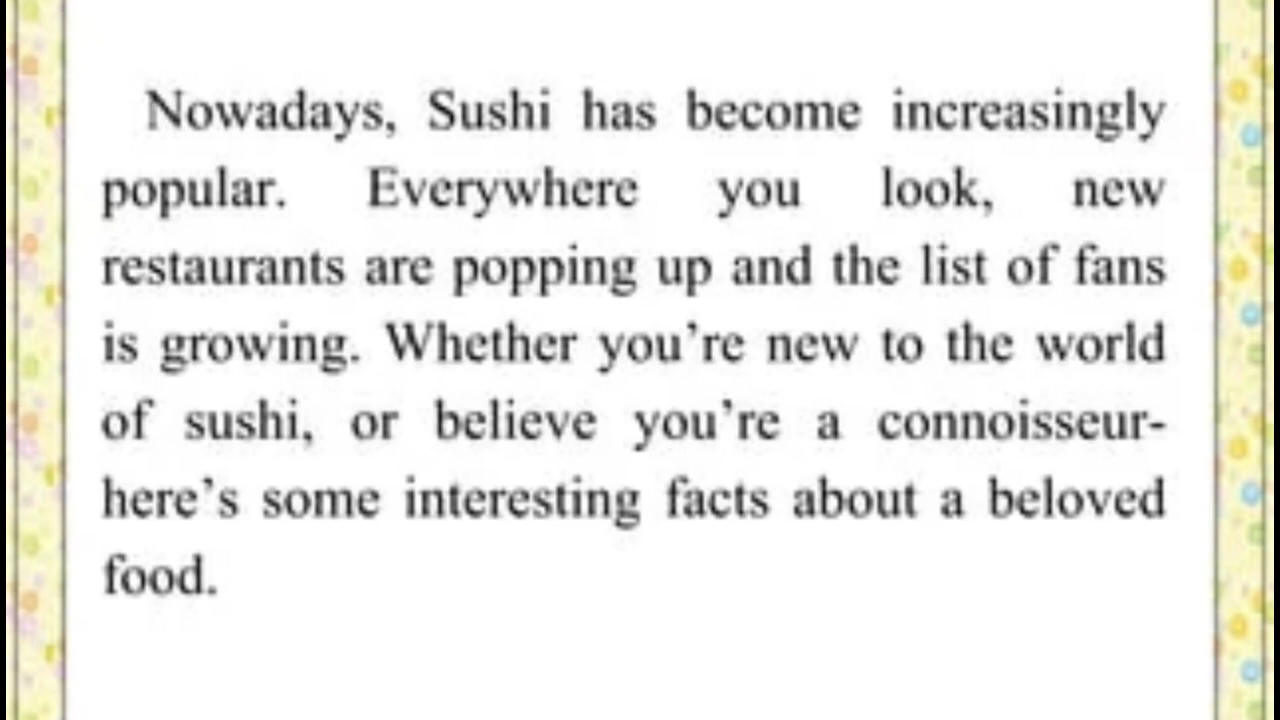 Nowadays, Sushi has become increasingly
popular. Everywhere you look, new
restaurants are popping up and the list of fans
is growing. Whether you're new to the world
of sushi, or believe you're a connoisseur-
here's some interesting facts about a beloved
food.